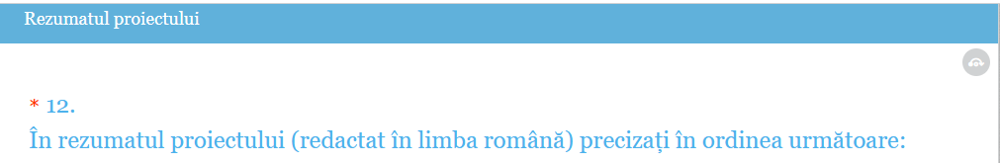 Rezumatul proiectului
* 12.
În rezumatul proiectului (redactat în limba română) precizați în ordinea următoare: